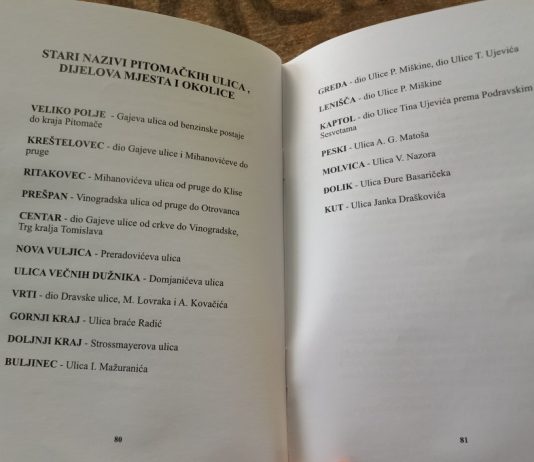 STARI NAZIVI PITOMAČKIH ULICA,
DIJELOVA MJESTA I OKOLICE
VELIKO POLJE - Gajeva ulica od benzinske postaje
do kraja Pitomače
KREŠTELOVEC - dio Gajeve ulice i Mihanovićeve do
pruge
RITAKOVEC - Mihanovićeva ulica od pruge do Klise
PREŠPAN - Vinogradska ulica od pruge do Otrovanca
CENTAR - dio Gajeve ulice od crkve do Vinogradske,
Trg kralja Tomislava
NOVA VULJICA - Preradovićeva ulica
ULICA VEČNIH DUŽNIKA - Domjanićeva ulica
VRTI - dio Dravske ulice, M. Lovraka i A. Kovačića
GORNJI KRAJ - Ulica braće Radić
DOLJNJI KRAJ - Strossmayerova ulica
BULJINEC - Ulica I. Mažuranića
80
GREDA - dio Ulice P. Miškine, dio Ulice T. Ujevića
LENIŠČA - dio Ulice P. Miškine
KAPTOL - dio Ulice Tina Ujevića prema Podravskim
Sesvetama
PESKI - Ulica A. G. Matoša
MOLVICA - Ulica V. Nazora
ĐOLIK - Ulica Đure Basaričeka
KUT - Ulica Janka Draškovića
81